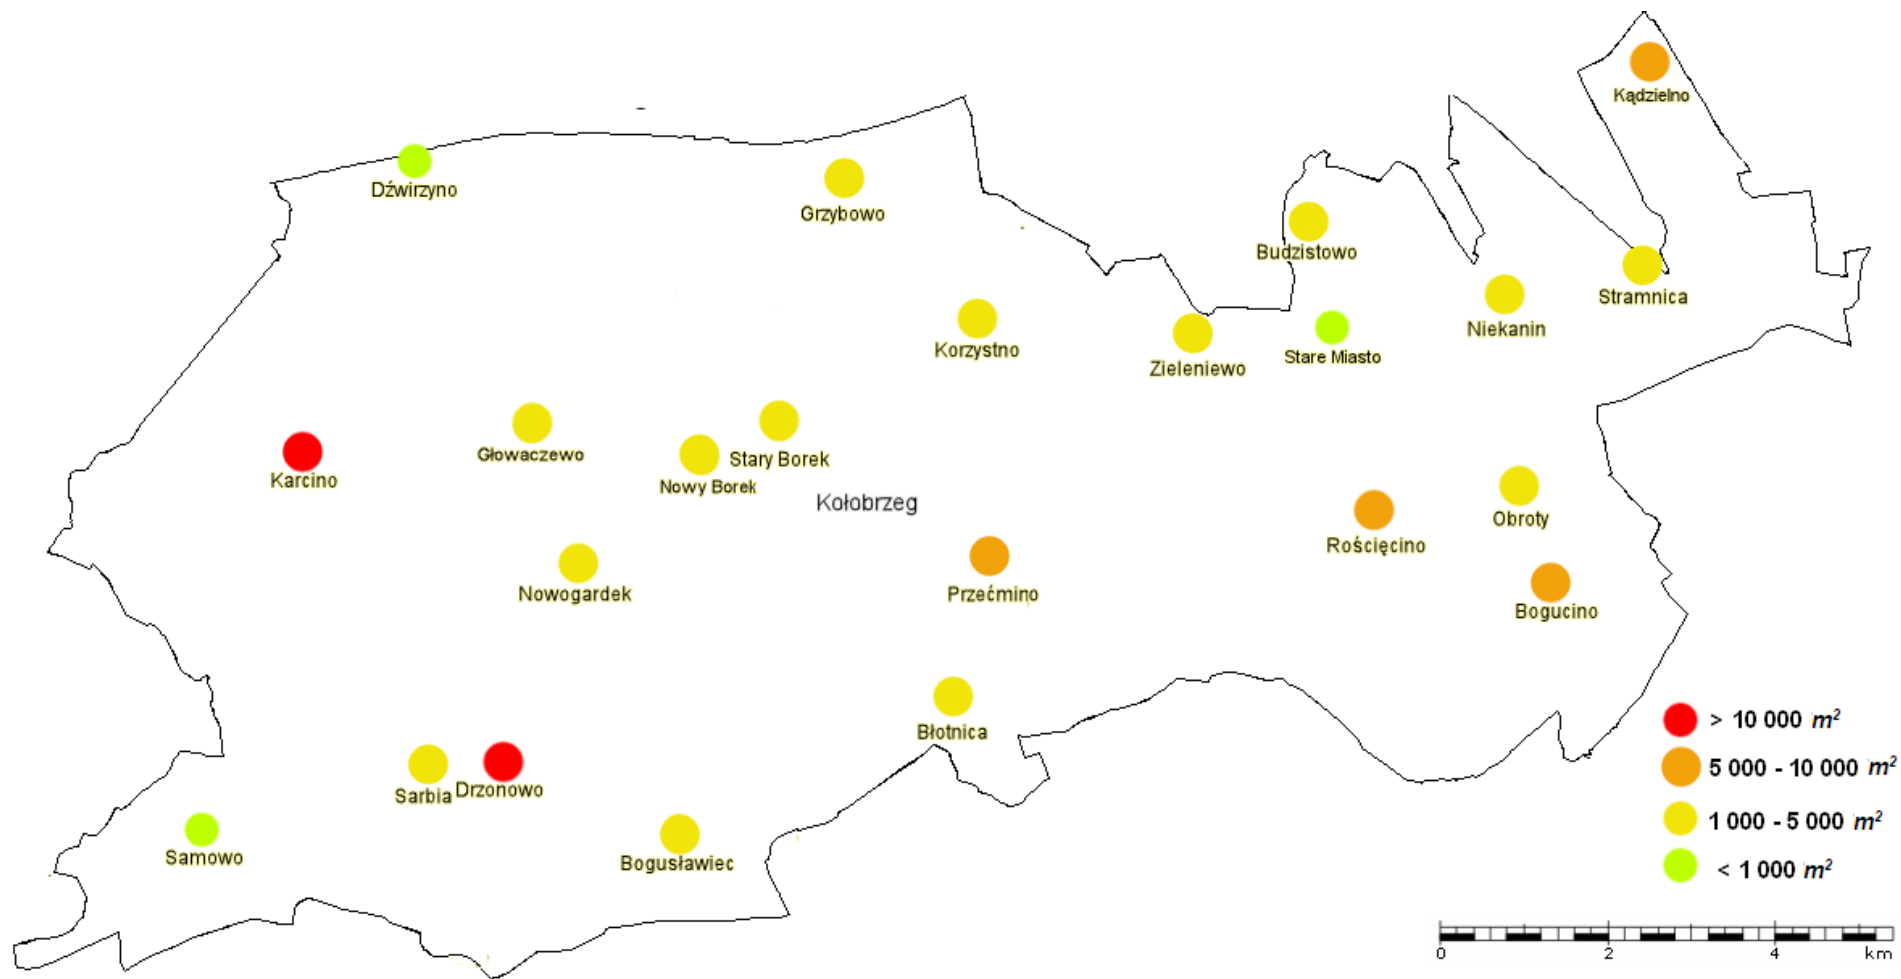 Kądzielno
Dźwirzyno
Grzybowo
Budzistowo
Stramnica
Niekanin
Korzystno
Zieleniewo
Stare Miasto
Głowaczewo
Stary Borek
Karcino
Nowy Borek
Kołobrzeg
Obroty
Rościęcino
Nowogardek
Przećmino
Bogucino
Błotnica
Sarbia
Drzonowo
Samowo
Bogusławiec
> 10 000 m²
5 000 - 10 000 m²
1 000 - 5 000 m²
< 1 000 m²
0 2 4 km